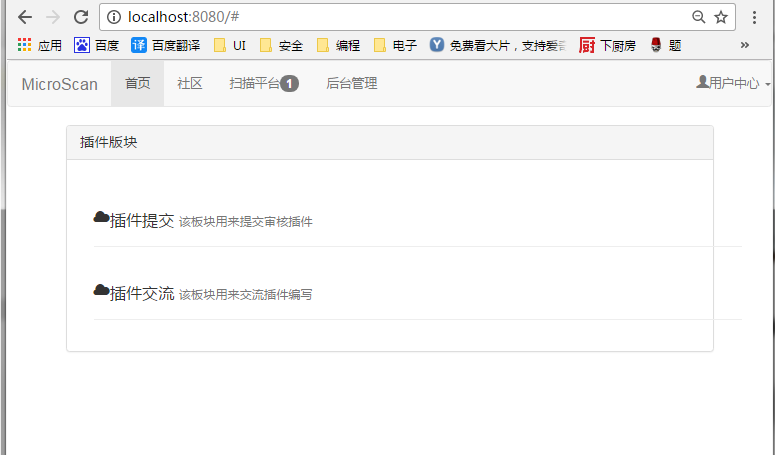 localhost:8080/#
应用 百度 译 百度翻译 UI 安全 编程 电子 Y 免费看大片，支持爱 厨 下厨房 题 »
MicroScan 首页 社区 扫描平台 1 后台管理 用户中心
插件版块
插件提交 该板块用来提交审核插件
插件交流 该板块用来交流插件编写